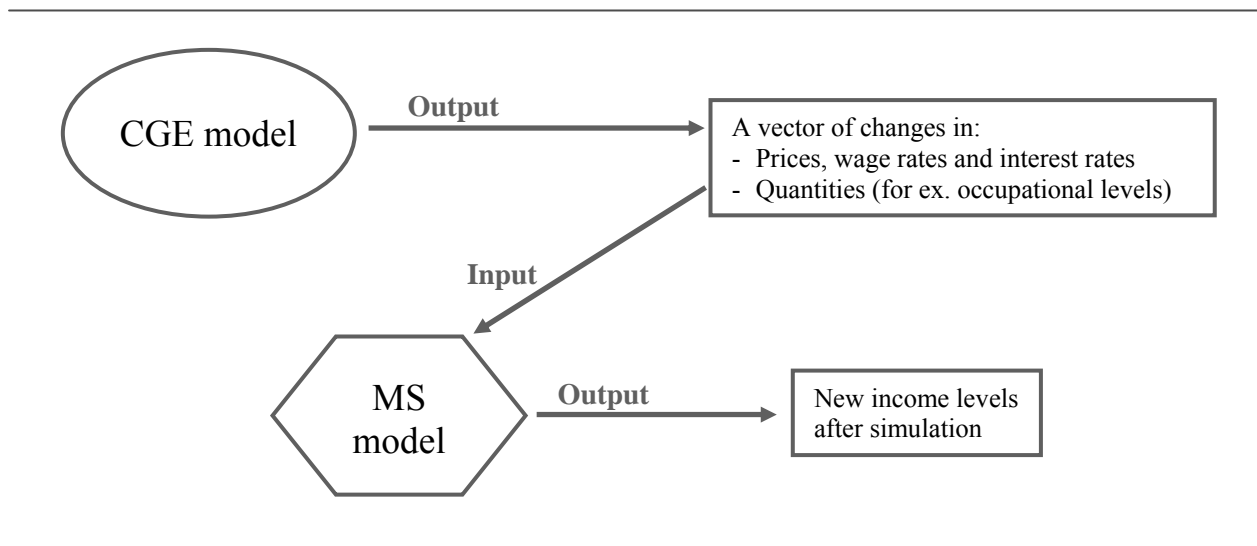 Output
CGE model
A vector of changes in:
- Prices, wage rates and interest rates
- Quantities (for ex. occupational levels)
Input
MS
model
Output
New income levels
after simulation